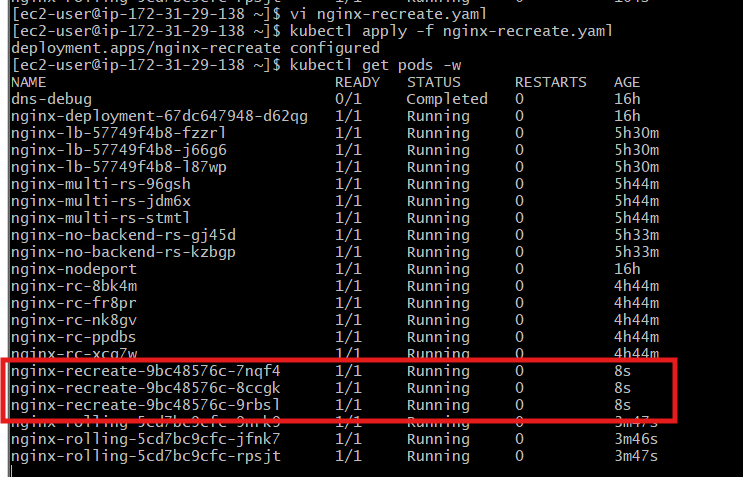 [ec2-user@ip-172-31-29-138 ~]$ vi nginx-recreate.yaml
[ec2-user@ip-172-31-29-138 ~]$ kubectl apply -f nginx-recreate.yaml
deployment.apps/nginx-recreate configured
[ec2-user@ip-172-31-29-138 ~]$ kubectl get pods -w
NAME READY STATUS RESTARTS AGE
dns-debug 0/1 Completed 0 16h
nginx-deployment-67dc647948-d62qg 1/1 Running 0 16h
nginx-lb-57749f4b8-fzzrl 1/1 Running 0 5h30m
nginx-lb-57749f4b8-j66g6 1/1 Running 0 5h30m
nginx-lb-57749f4b8-l87wp 1/1 Running 0 5h30m
nginx-multi-rs-96gsh 1/1 Running 0 5h44m
nginx-multi-rs-jdm6x 1/1 Running 0 5h44m
nginx-multi-rs-stmtl 1/1 Running 0 5h44m
nginx-no-backend-rs-gj45d 1/1 Running 0 5h33m
nginx-no-backend-rs-kzbgp 1/1 Running 0 5h33m
nginx-nodeport 1/1 Running 0 16h
nginx-rc-8bk4m 1/1 Running 0 4h44m
nginx-rc-fr8pr 1/1 Running 0 4h44m
nginx-rc-nk8gv 1/1 Running 0 4h44m
nginx-rc-ppdbs 1/1 Running 0 4h44m
nginx-rc-xcg7w 1/1 Running 0 4h44m
nginx-recreate-9bc48576c-7nqf4 1/1 Running 0 8s
nginx-recreate-9bc48576c-8ccgk 1/1 Running 0 8s
nginx-recreate-9bc48576c-9rbsl 1/1 Running 0 8s
1/1 Running 0 3m47s
nginx-rolling-5cd7bc9cfc-jfnk7 1/1 Running 0 3m46s
nginx-rolling-5cd7bc9cfc-rpsjt 1/1 Running 0 3m47s